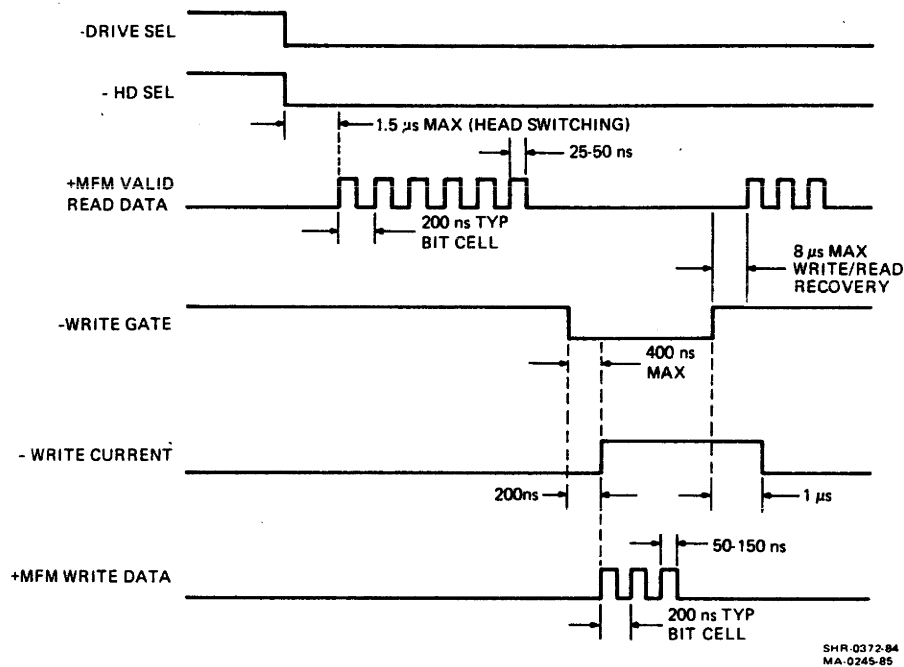 -DRIVE SEL
- HD SEL
1.5 µs MAX (HEAD SWITCHING)
25-50 ns
+MFM VALID
READ DATA
200 ns TYP
BIT CELL
8 µs MAX
WRITE/READ
RECOVERY
-WRITE GATE
400 ns
MAX
- WRITE CURRENT
200ns
1 µs
50-150 ns
+MFM WRITE DATA
200 ns TYP
BIT CELL
SHR-0372-84
MA-0245-85